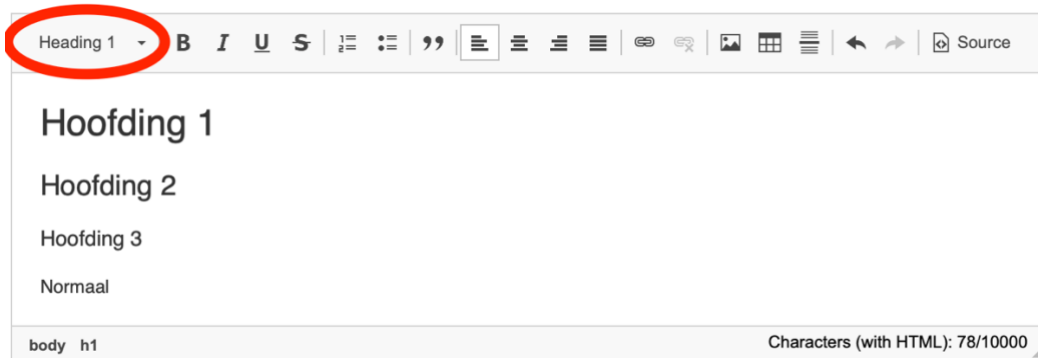 Heading 1 B I U S Source
Hoofding 1
Hoofding 2
Hoofding 3
Normaal
body h1 Characters (with HTML): 78/10000